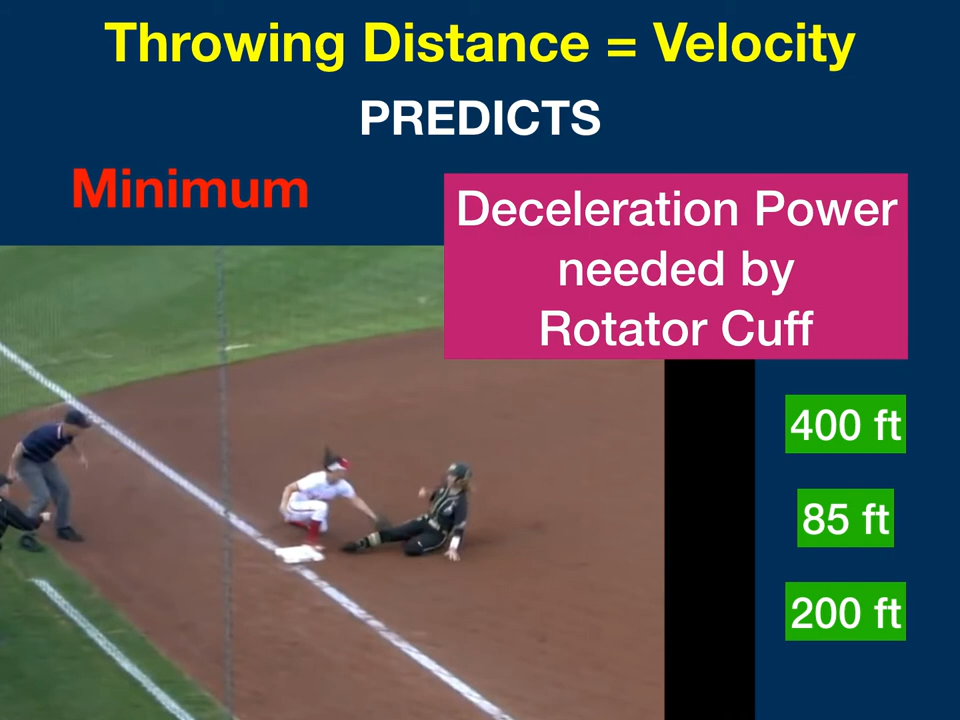 Throwing Distance = Velocity
PREDICTS
Minimum
Deceleration Power
needed by
Rotator Cuff
400 ft
85 ft
200 ft